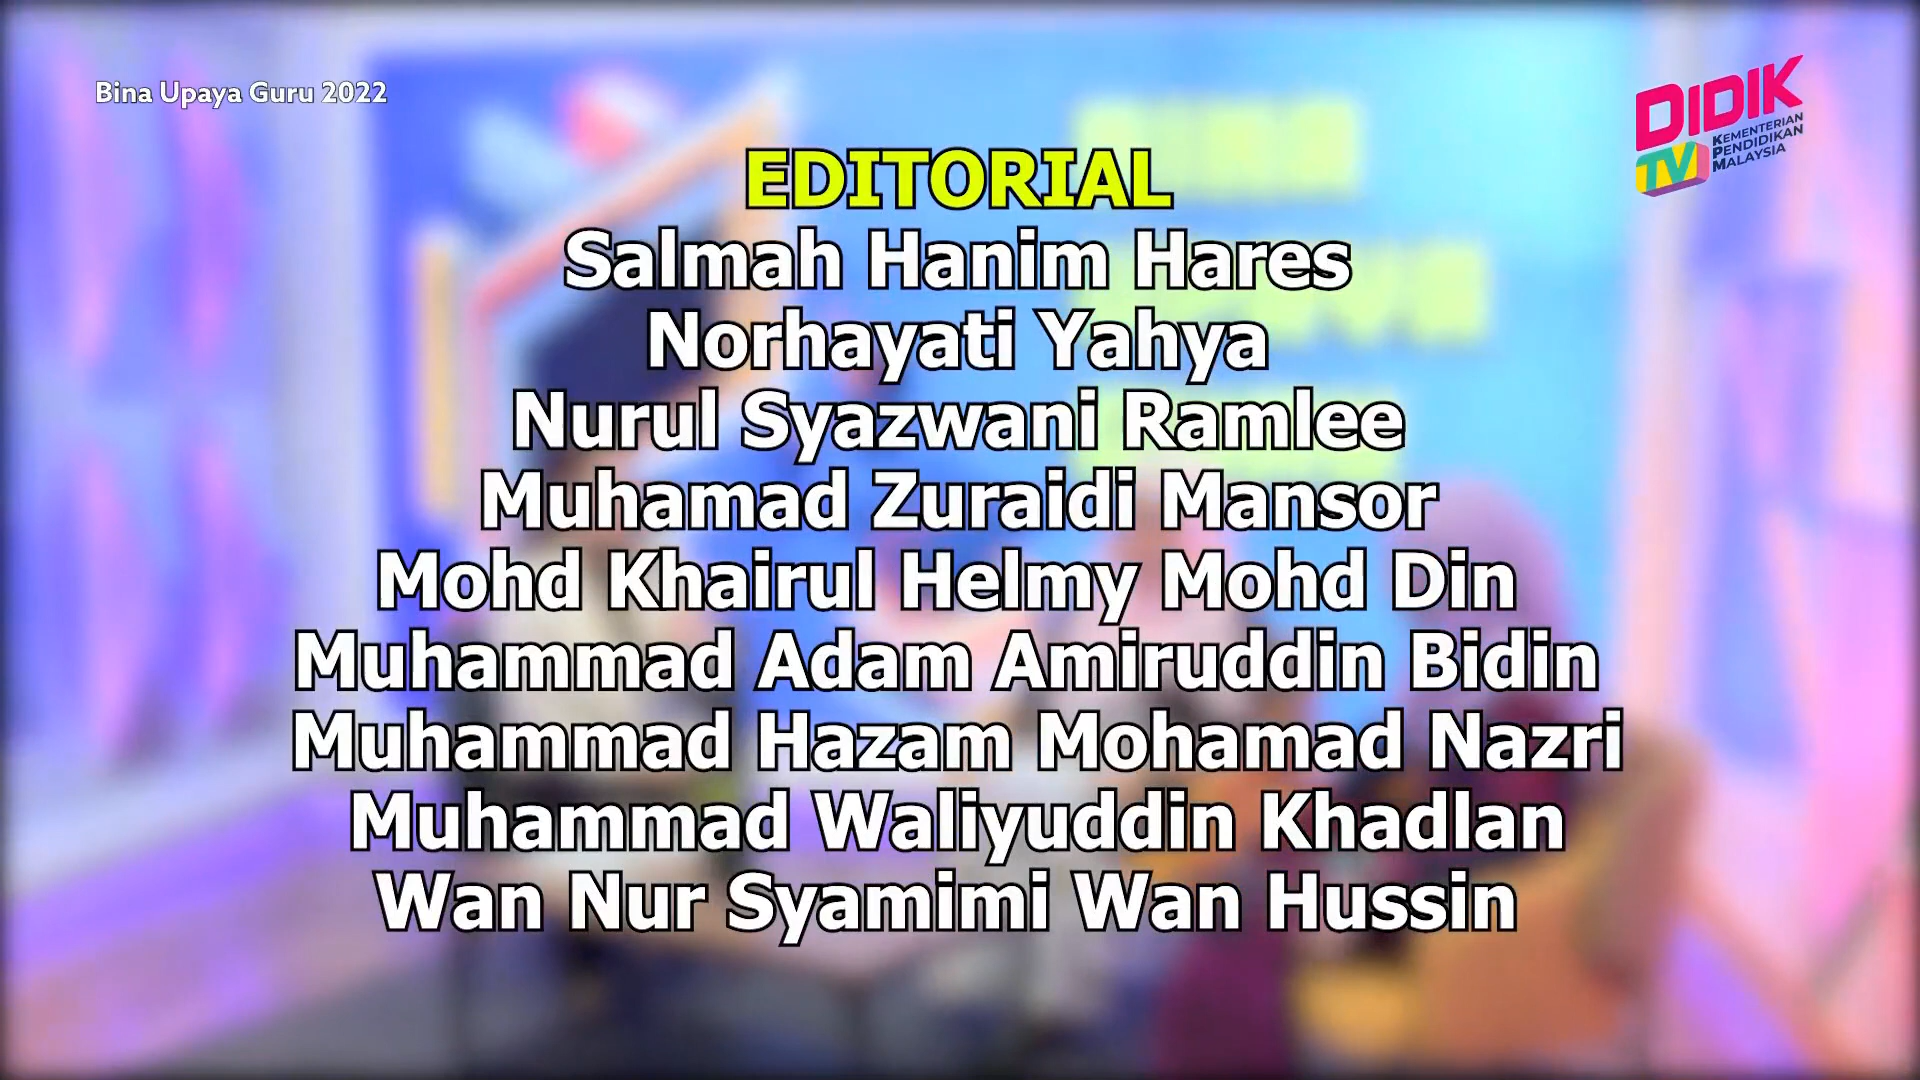 Bina Upaya Guru 2022
DIDIK
TV
KEMENTERIAN
PENDIDIKAN
MALAYSIA
EDITORIAL
Salmah Hanim Hares
Norhayati Yahya
Nurul Syazwani Ramlee
Muhamad Zuraidi Mansor
Mohd Khairul Helmy Mohd Din
Muhammad Adam Amiruddin Bidin
Muhammad Hazam Mohamad Nazri
Muhammad Waliyuddin Khadlan
Wan Nur Syamimi Wan Hussin